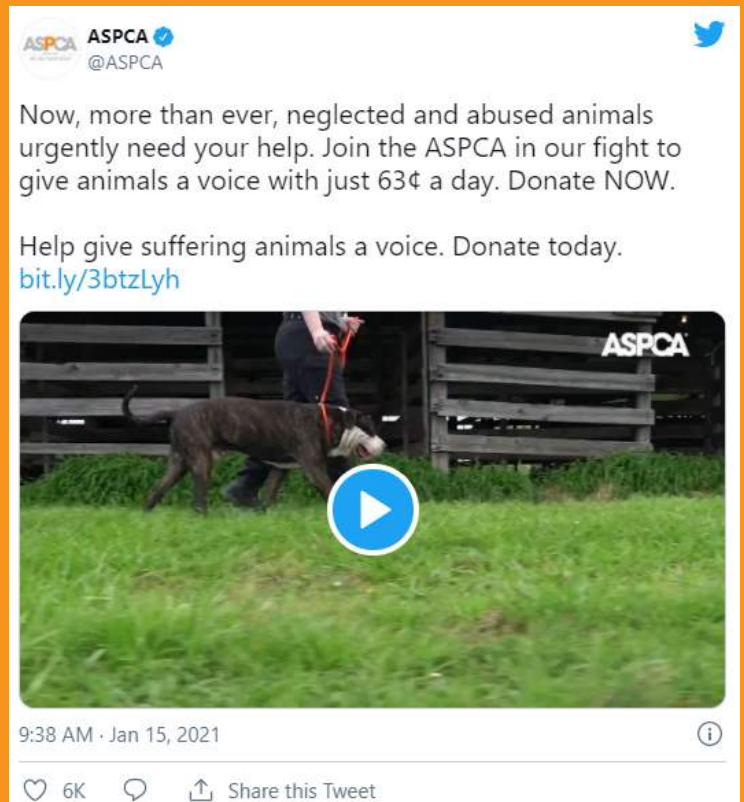 ASPCA
ASPCA
@ASPCA
Now, more than ever, neglected and abused animals
urgently need your help. Join the ASPCA in our fight to
give animals a voice with just 63¢ a day. Donate NOW.
Help give suffering animals a voice. Donate today.
bit.ly/3btzLyh
ASPCA
9:38 AM · Jan 15, 2021
6K Share this Tweet